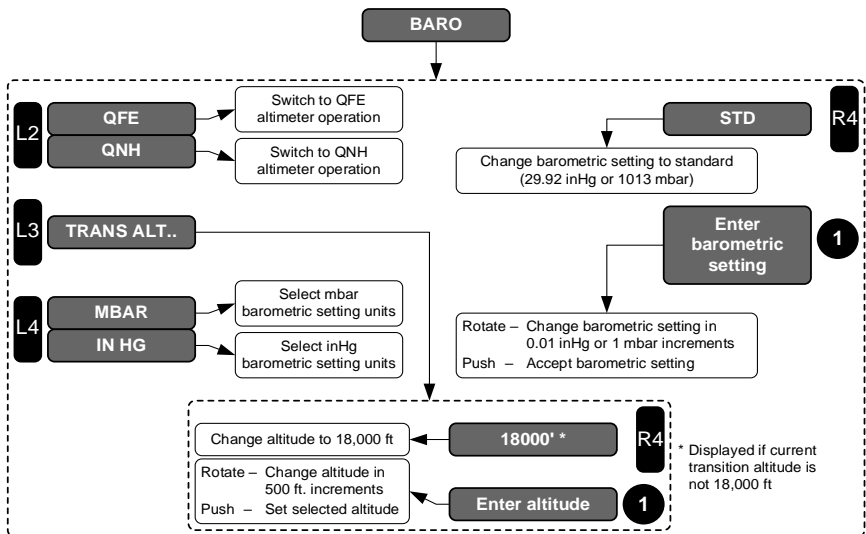 BARO
L2
QFE
Switch to QFE
altimeter operation
QNH
Switch to QNH
altimeter operation
STD
R4
Change barometric setting to standard
(29.92 inHg or 1013 mbar)
L3
TRANS ALT..
Enter
barometric
setting
1
L4
MBAR
Select mbar
barometric setting units
IN HG
Select inHg
barometric setting units
Rotate – Change barometric setting in
0.01 inHg or 1 mbar increments
Push – Accept barometric setting
Change altitude to 18,000 ft
18000' *
R4
* Displayed if current
transition altitude is
not 18,000 ft
Rotate – Change altitude in
500 ft. increments
Push – Set selected altitude
Enter altitude
1